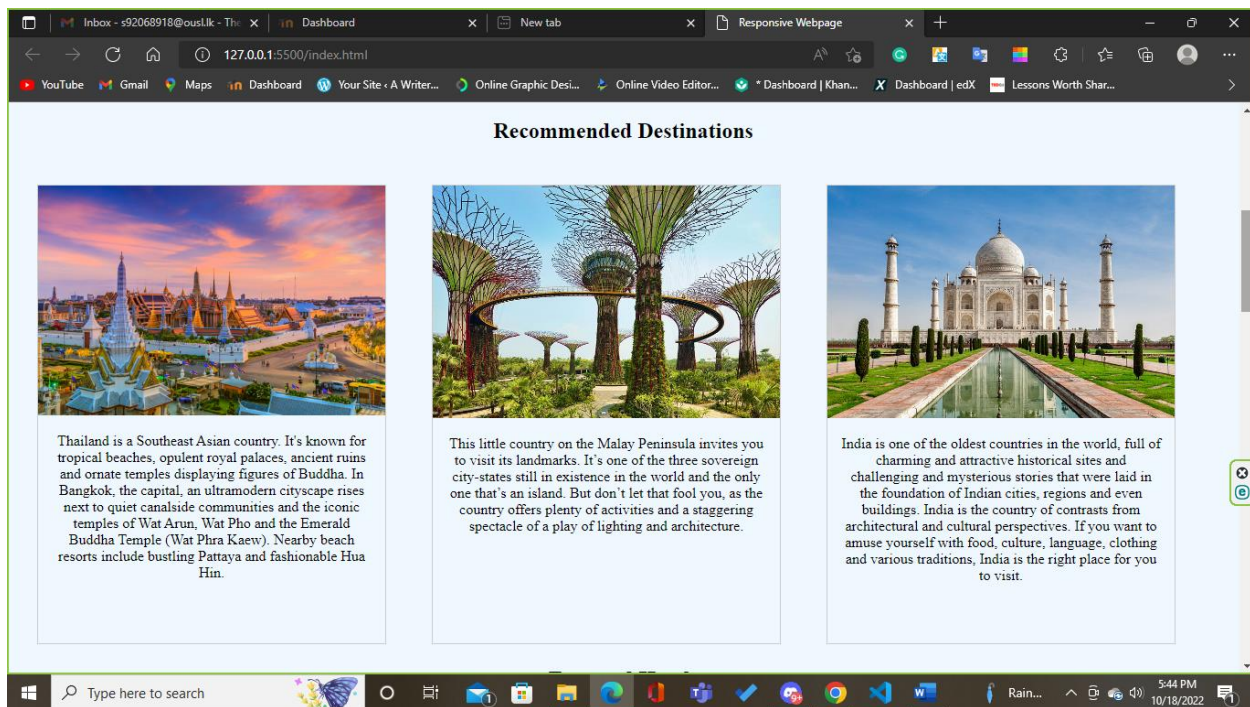 Inbox - s92068918@ousl.lk - The
Dashboard
New tab
Responsive Webpage
127.0.0.1:5500/index.html
YouTube
Gmail
Maps
Dashboard
Your Site ‹ A Writer...
Online Graphic Desi...
Online Video Editor...
* Dashboard | Khan...
Dashboard | edX
Lessons Worth Shar...
Recommended Destinations
Thailand is a Southeast Asian country. It's known for
tropical beaches, opulent royal palaces, ancient ruins
and ornate temples displaying figures of Buddha. In
Bangkok, the capital, an ultramodern cityscape rises
next to quiet canalside communities and the iconic
temples of Wat Arun, Wat Pho and the Emerald
Buddha Temple (Wat Phra Kaew). Nearby beach
resorts include bustling Pattaya and fashionable Hua
Hin.
This little country on the Malay Peninsula invites you
to visit its landmarks. It’s one of the three sovereign
city-states still in existence in the world and the only
one that’s an island. But don’t let that fool you, as the
country offers plenty of activities and a staggering
spectacle of a play of lighting and architecture.
India is one of the oldest countries in the world, full of
charming and attractive historical sites and
challenging and mysterious stories that were laid in
the foundation of Indian cities, regions and even
buildings. India is the country of contrasts from
architectural and cultural perspectives. If you want to
amuse yourself with food, culture, language, clothing
and various traditions, India is the right place for you
to visit.
Type here to search
Rain...
5:44 PM
10/18/2022